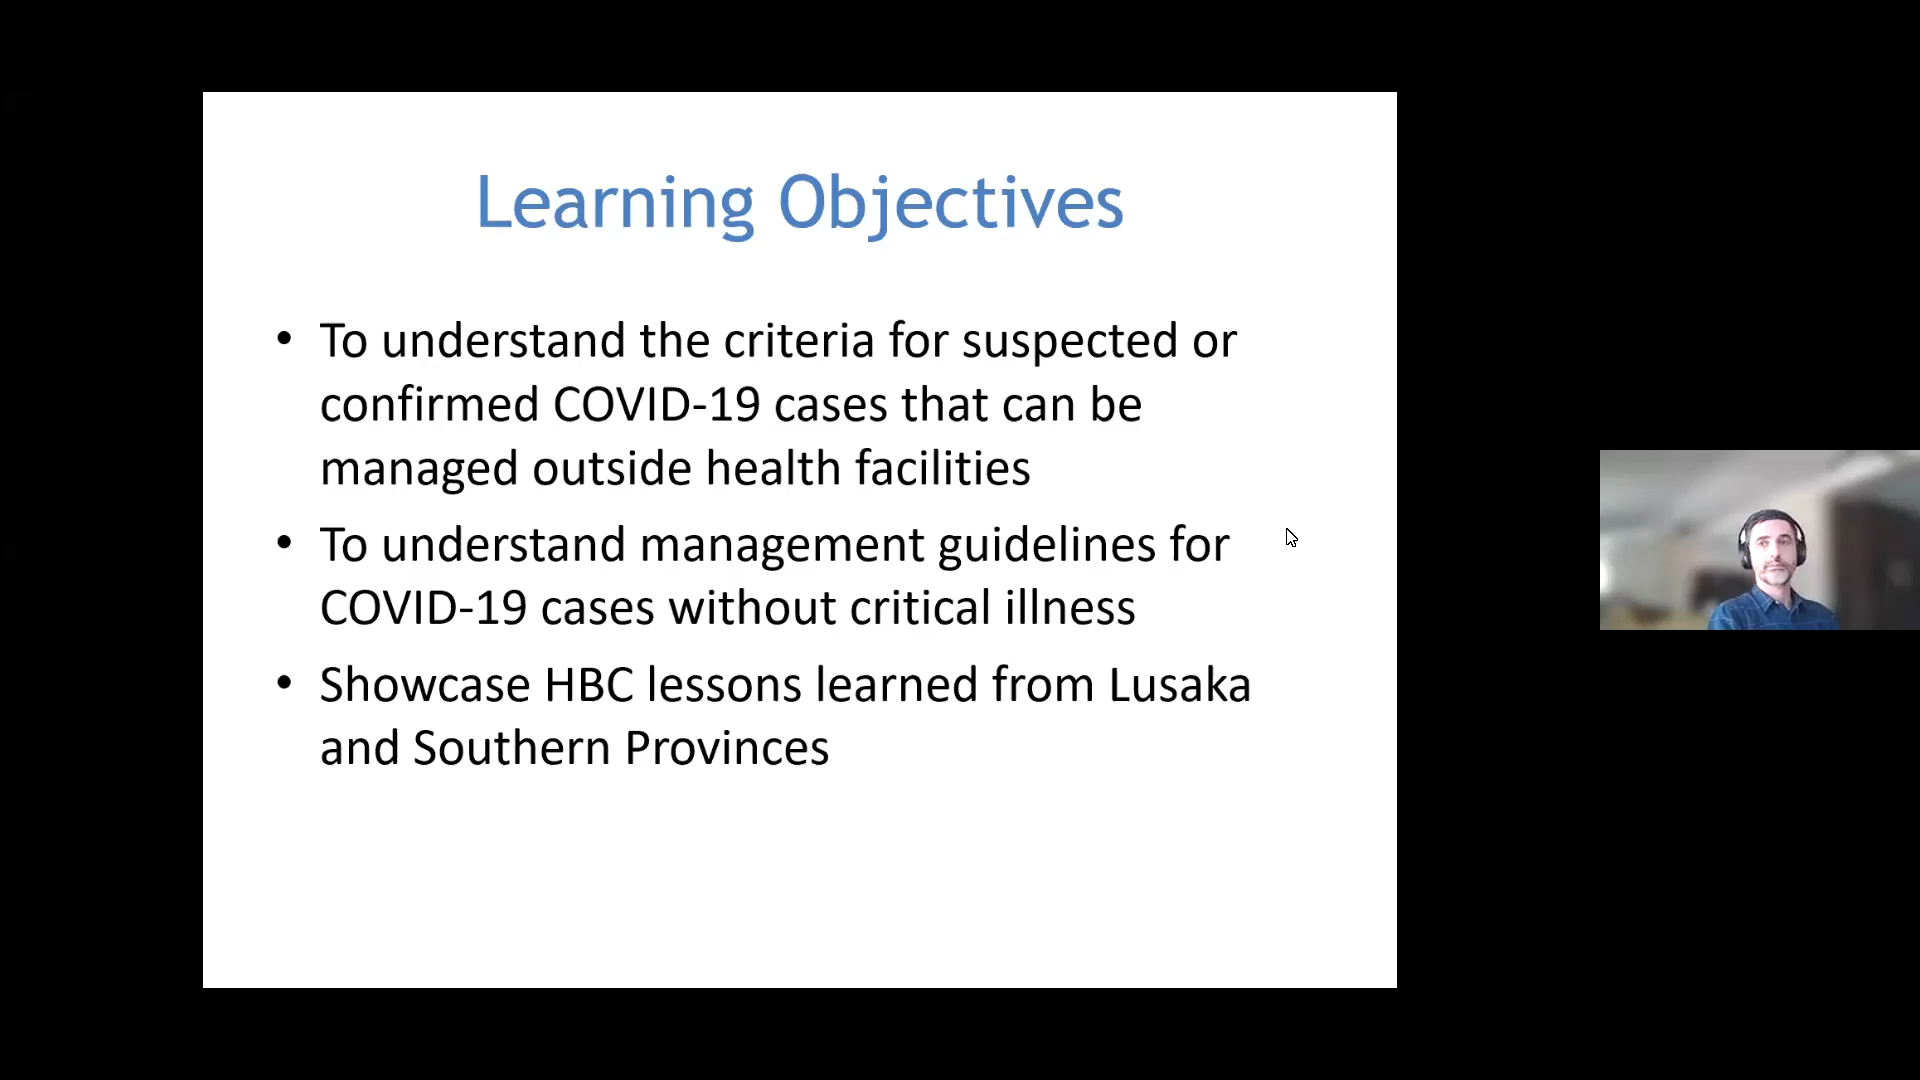 Learning Objectives
• To understand the criteria for suspected or
confirmed COVID-19 cases that can be
managed outside health facilities
• To understand management guidelines for
COVID-19 cases without critical illness
• Showcase HBC lessons learned from Lusaka
and Southern Provinces